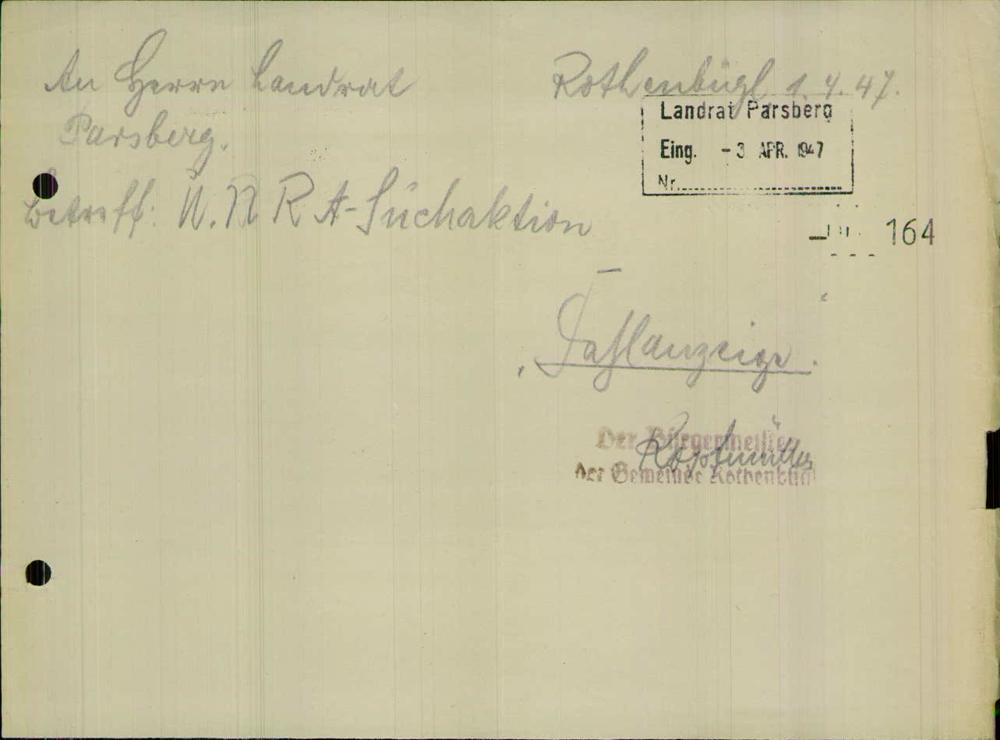 An Herrn Landrat
Parsberg.
Rothenbügl 1.4.47.
Landrat Parsberg
Eing. - 3. APR. 1947
Nr.
Betreff: U.N R A-Suchaktion
164
Fehlanzeige.
Der Bürgermeister
der Gemeinde Rothenbügl